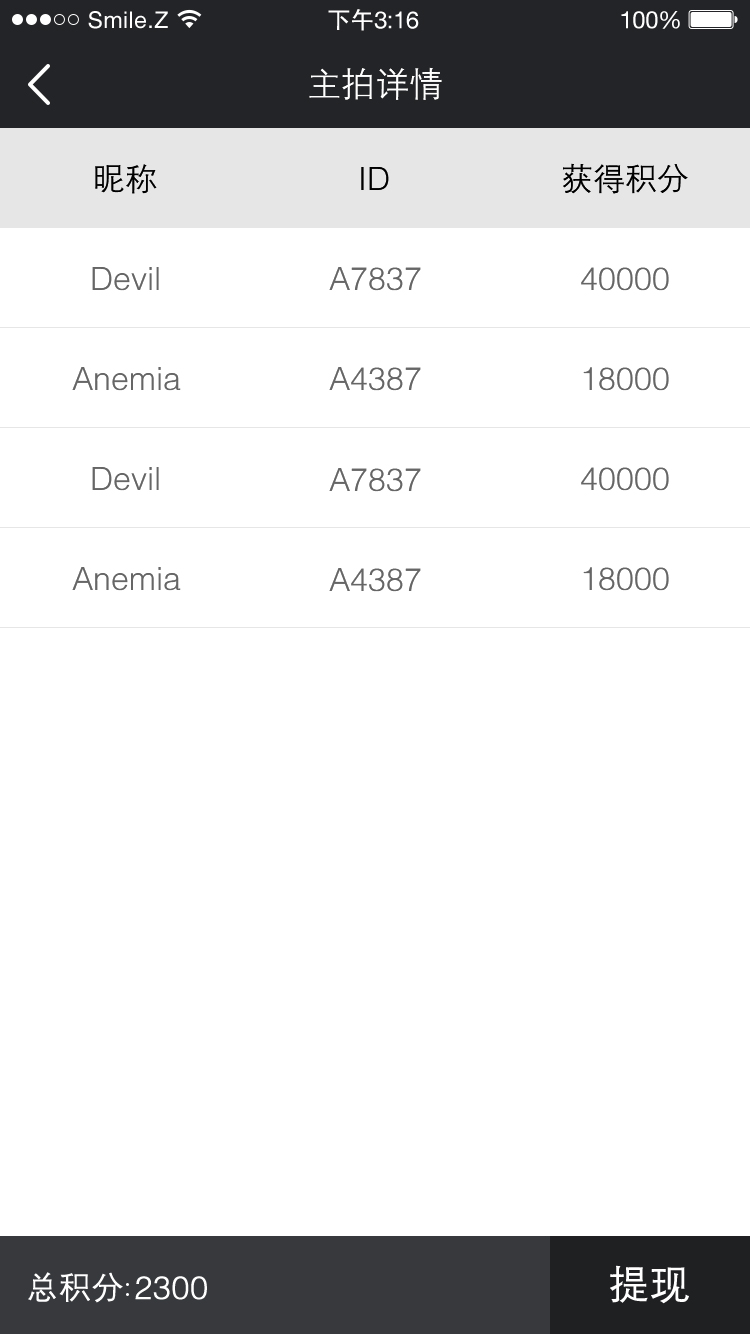 Smile.Z 下午3:16 100%
主拍详情
昵称 ID 获得积分
Devil A7837 40000
Anemia A4387 18000
Devil A7837 40000
Anemia A4387 18000
总积分:2300 提现